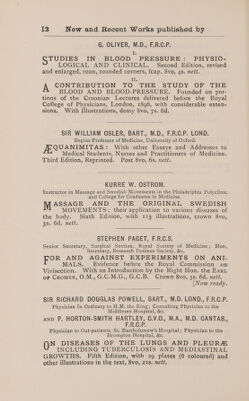 12 New and Recent Works published by
G. OLIVER, M.D., F.R.C.P.
I.
STUDIES IN BLOOD PRESSURE: PHYSIO-
LOGICAL AND CLINICAL. Second Edition, revised
and enlarged, roan, rounded corners, fcap. 8vo, 4s. nett.
II.
A CONTRIBUTION TO THE STUDY OF THE
BLOOD AND BLOOD-PRESSURE. Founded on por-
tions of the Croonian Lectures delivered before the Royal
College of Physicians, London, 1896, with considerable exten-
sions. With Illustrations, demy 8vo, 7s. 6d.
SIR WILLIAM OSLER, BART., M.D., F.R.C.P. LOND.
Regius Professor of Medicine, University of Oxford.
ÆQUANIMITAS: With other Essays and Addresses to
Medical Students, Nurses and Practitioners of Medicine.
Third Edition, Reprinted. Post 8vo, 6s. nett.
KURRE W. OSTROM.
Instructor in Massage and Swedish Movements in the Philadelphia Polyclinic
and College for Graduates in Medicine.
MASSAGE AND THE ORIGINAL SWEDISH
MOVEMENTS; their application to various diseases of
the body. Sixth Edition, with 115 illustrations, crown 8vo,
3s. 6d. nett.
STEPHEN PAGET, F.R.C.S.
Senior Secretary, Surgical Section, Royal Society of Medicine; Hon.
Secretary, Research Defence Society, &c.
FOR AND AGAINST EXPERIMENTS ON ANI-
MALS. Evidence before the Royal Commission on
Vivisection. With an Introduction by the Right Hon. the EARL
OF CROMER, O.M., G.C.M.G., G.C.B. Crown 8vo, 3s. 6d. nett.
[Now ready.
SIR RICHARD DOUGLAS POWELL, BART., M.D. LOND., F.R.C.P.
Physician In Ordinary to H.M. the King; Consulting Physician to the
Middlesex Hospital, &c.
AND P. HORTON-SMITH HARTLEY, C.V.O., M.A., M.D. CANTAB.,
F.R.C.P.
Physician to Out-patients, St. Bartholomew's Hospital; Physician to the
Brompton Hospital, &c.
ON DISEASES OF THE LUNGS AND PLEURÆ
INCLUDING TUBERCULOSIS AND MEDIASTINAL
GROWTHS. Fifth Edition, with 29 plates (6 coloured) and
other illustrations in the text, 8vo, 21s. nett.